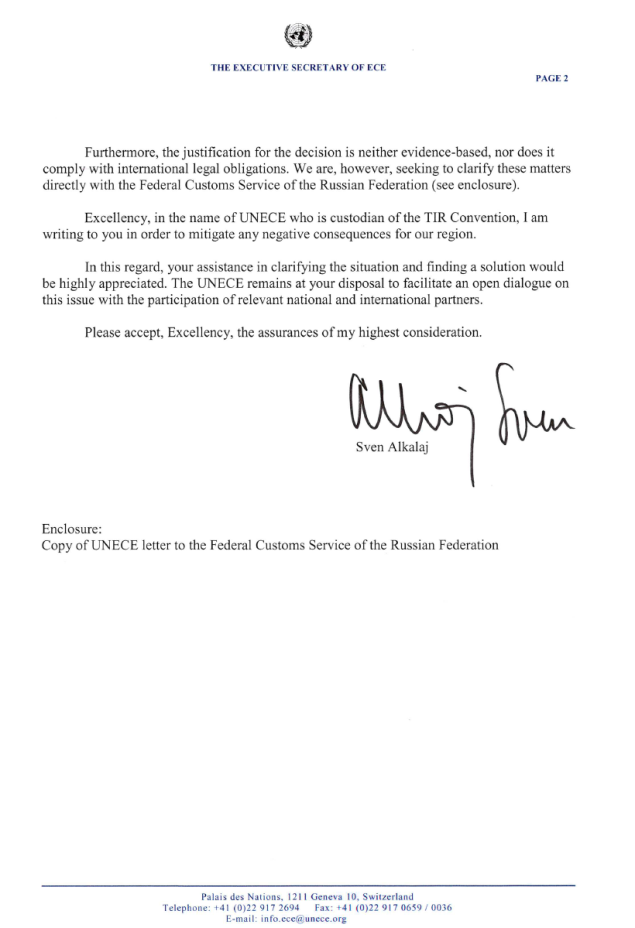 THE EXECUTIVE SECRETARY OF ECE
PAGE 2
Furthermore, the justification for the decision is neither evidence-based, nor does it
comply with international legal obligations. We are, however, seeking to clarify these matters
directly with the Federal Customs Service of the Russian Federation (see enclosure).
Excellency, in the name of UNECE who is custodian of the TIR Convention, I am
writing to you in order to mitigate any negative consequences for our region.
In this regard, your assistance in clarifying the situation and finding a solution would
be highly appreciated. The UNECE remains at your disposal to facilitate an open dialogue on
this issue with the participation of relevant national and international partners.
Please accept, Excellency, the assurances of my highest consideration.
Alkalaj Sven
Sven Alkalaj
Enclosure:
Copy of UNECE letter to the Federal Customs Service of the Russian Federation
Palais des Nations, 1211 Geneva 10, Switzerland
Telephone: +41 (0)22 917 2694 Fax: +41 (0)22 917 0659 / 0036
E-mail: info.ece@unece.org